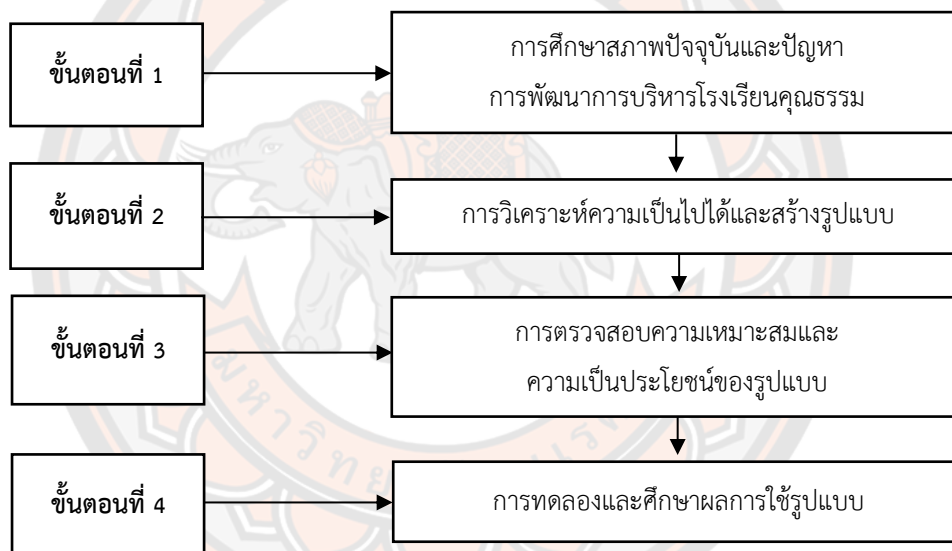 ขั้นตอนที่ 1
การศึกษาสภาพปัจจุบันและปัญหา
การพัฒนาการบริหารโรงเรียนคุณธรรม
ขั้นตอนที่ 2
การวิเคราะห์ความเป็นไปได้และสร้างรูปแบบ
ขั้นตอนที่ 3
การตรวจสอบความเหมาะสมและ
ความเป็นประโยชน์ของรูปแบบ
ขั้นตอนที่ 4
การทดลองและศึกษาผลการใช้รูปแบบ